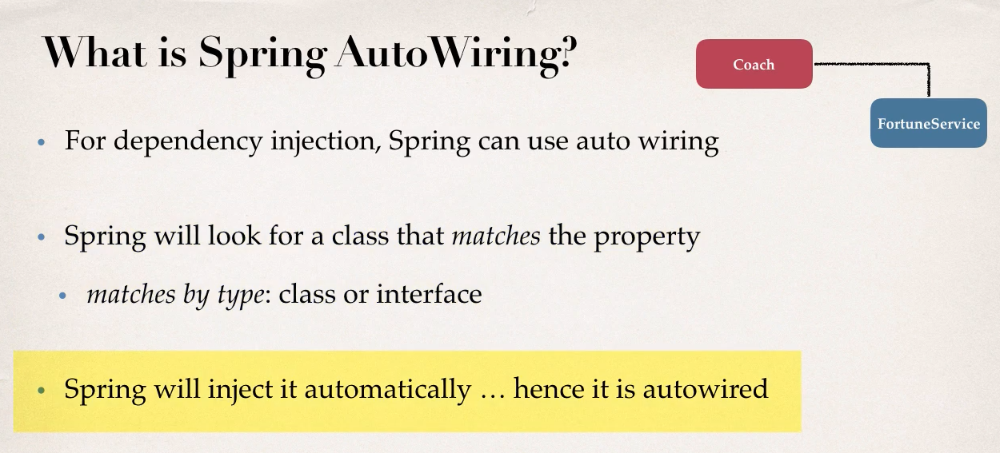 What is Spring AutoWiring?
Coach
FortuneService
• For dependency injection, Spring can use auto wiring
• Spring will look for a class that matches the property
• matches by type: class or interface
• Spring will inject it automatically … hence it is autowired